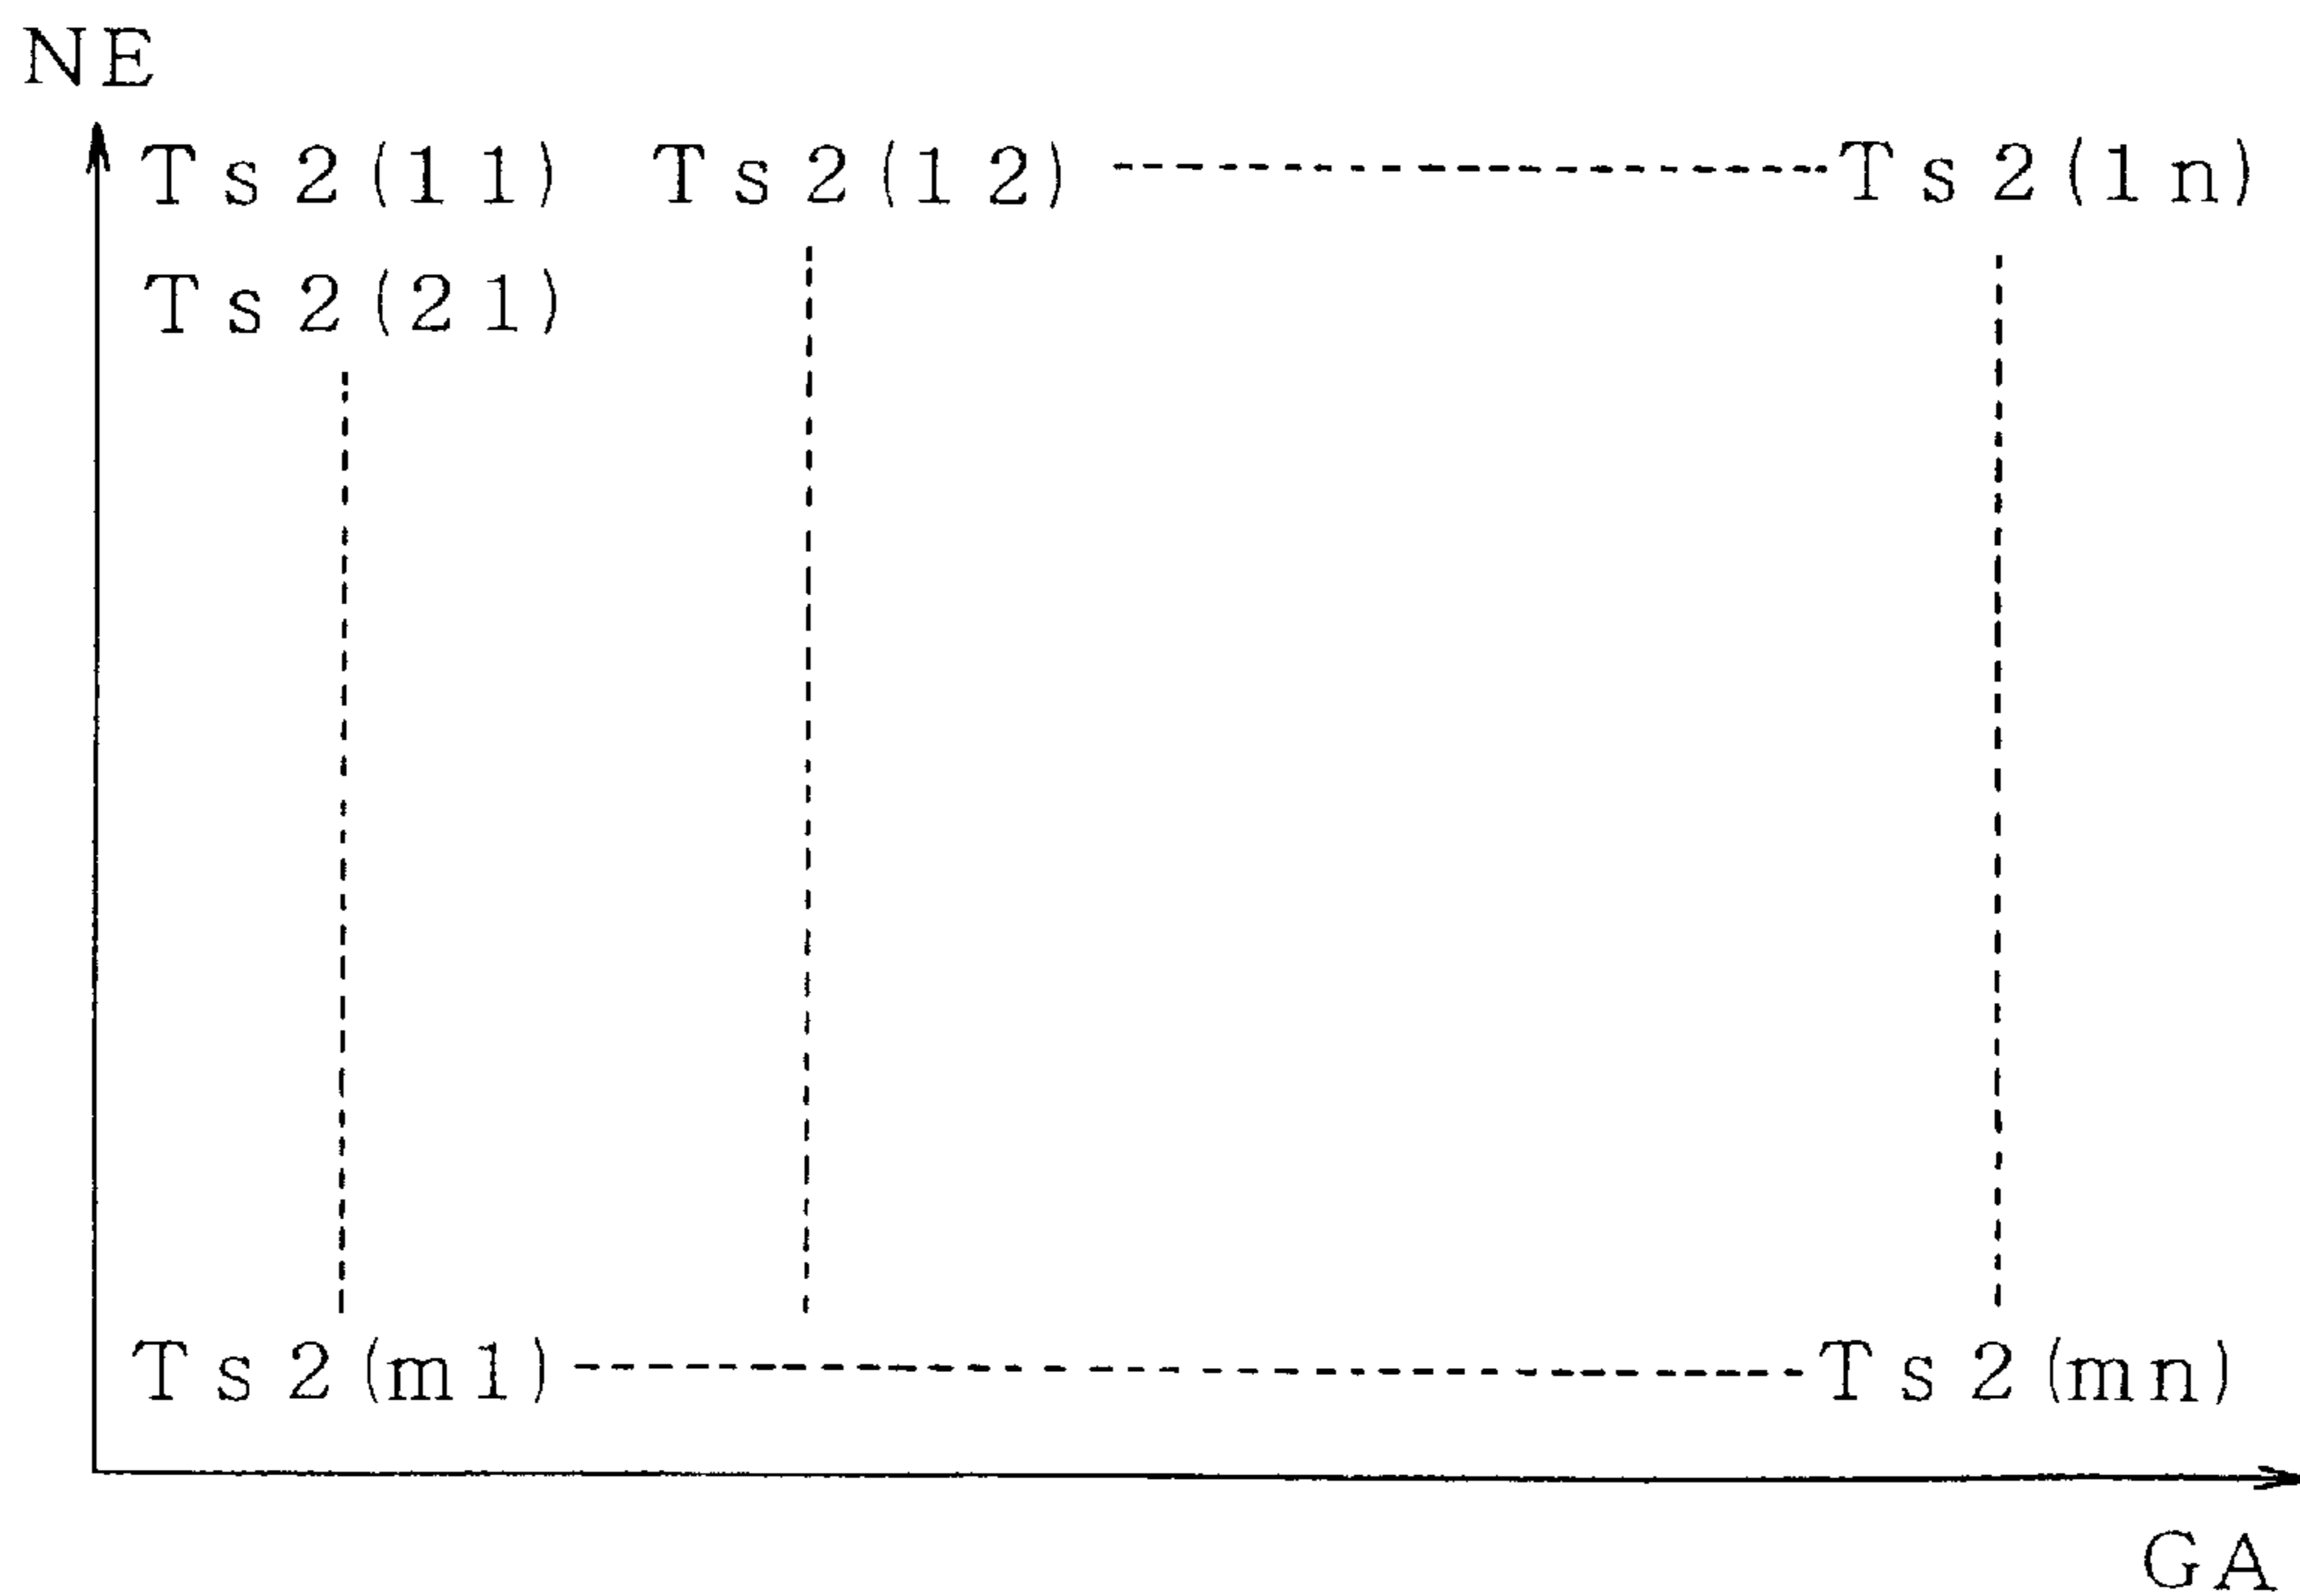 NE
Ts2(11) Ts2(12) Ts2(1n)
Ts2(21)
Ts2(m1) Ts2(mn)
GA